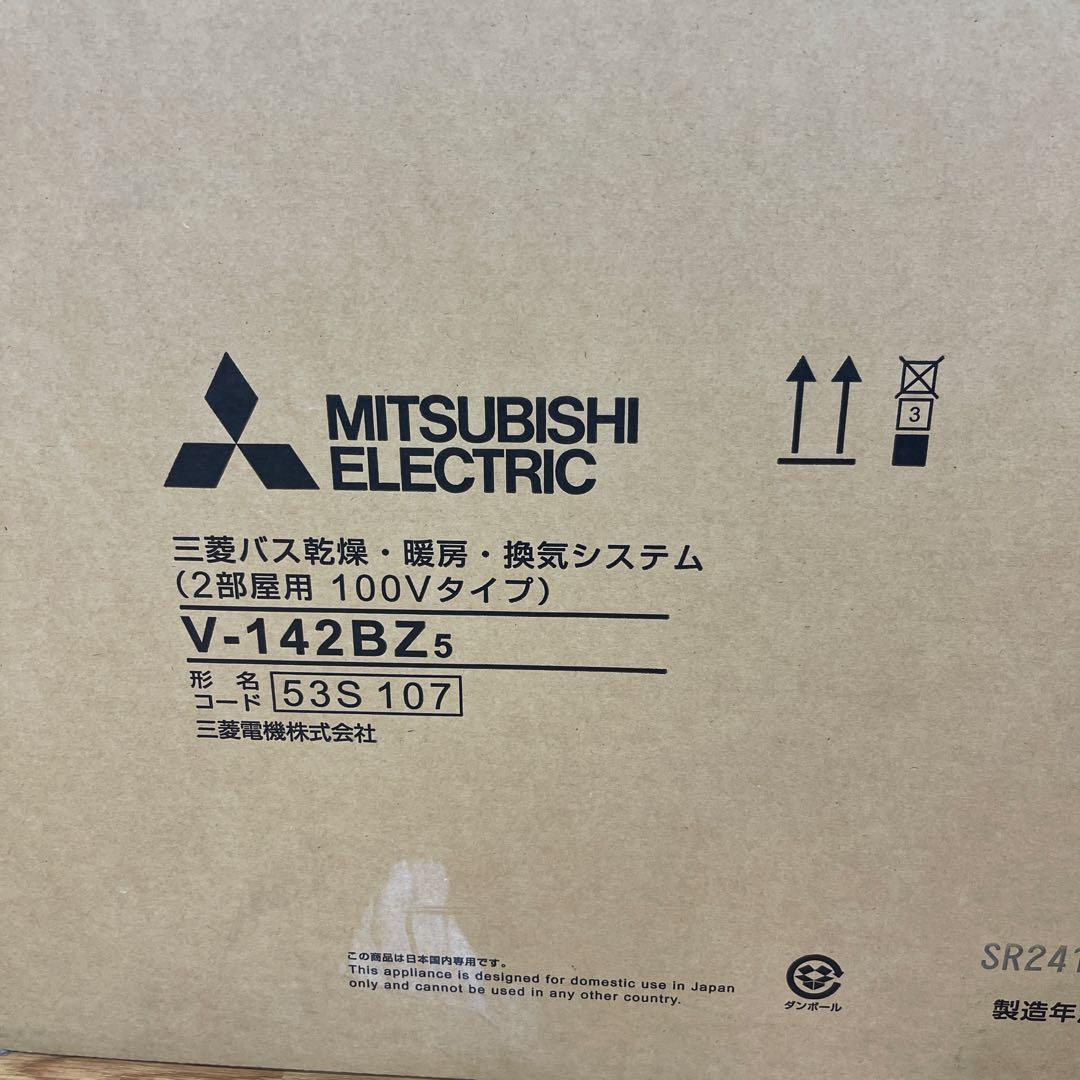 MITSUBISHI
ELECTRIC
3
三菱バス乾燥・暖房・換気システム
(2部屋用 100Vタイプ)
V-142BZ5
形名
コード 53S 107
三菱電機株式会社
この商品は日本国内専用です。
This appliance is designed for domestic use in Japan
only and cannot be used in any other country.
ダンボール
SR241
製造年